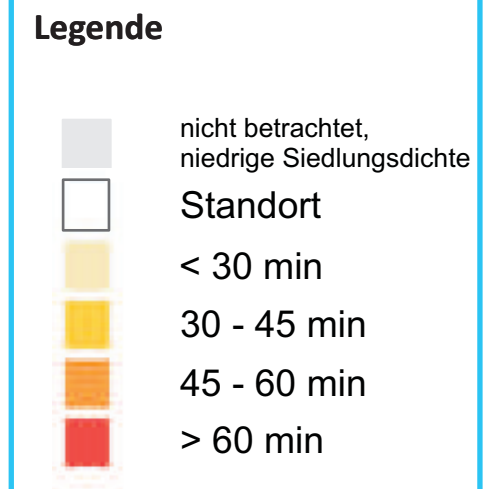 Legende
nicht betrachtet,
niedrige Siedlungsdichte
Standort
< 30 min
30 - 45 min
45 - 60 min
> 60 min